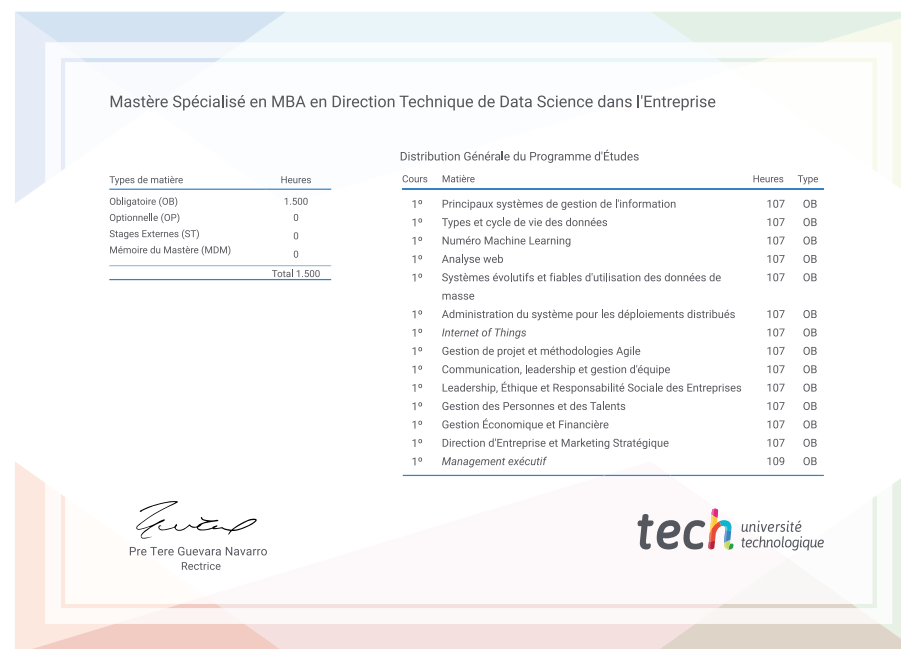 Mastère Spécialisé en MBA en Direction Technique de Data Science dans l'Entreprise
Types de matière Heures
Obligatoire (OB) 1.500
Optionnelle (OP) 0
Stages Externes (ST) 0
Mémoire du Mastère (MDM) 0
Total 1.500
Distribution Générale du Programme d'Études
Cours Matière Heures Type
1º Principaux systèmes de gestion de l'information 107 OB
1º Types et cycle de vie des données 107 OB
1º Numéro Machine Learning 107 OB
1º Analyse web 107 OB
1º Systèmes évolutifs et fiables d'utilisation des données de 107 OB
masse
1º Administration du système pour les déploiements distribués 107 OB
1º Internet of Things 107 OB
1º Gestion de projet et méthodologies Agile 107 OB
1º Communication, leadership et gestion d'équipe 107 OB
1º Leadership, Éthique et Responsabilité Sociale des Entreprises 107 OB
1º Gestion des Personnes et des Talents 107 OB
1º Gestion Économique et Financière 107 OB
1º Direction d'Entreprise et Marketing Stratégique 107 OB
1º Management exécutif 109 OB
Pre Tere Guevara Navarro
Rectrice
tech université
technologique